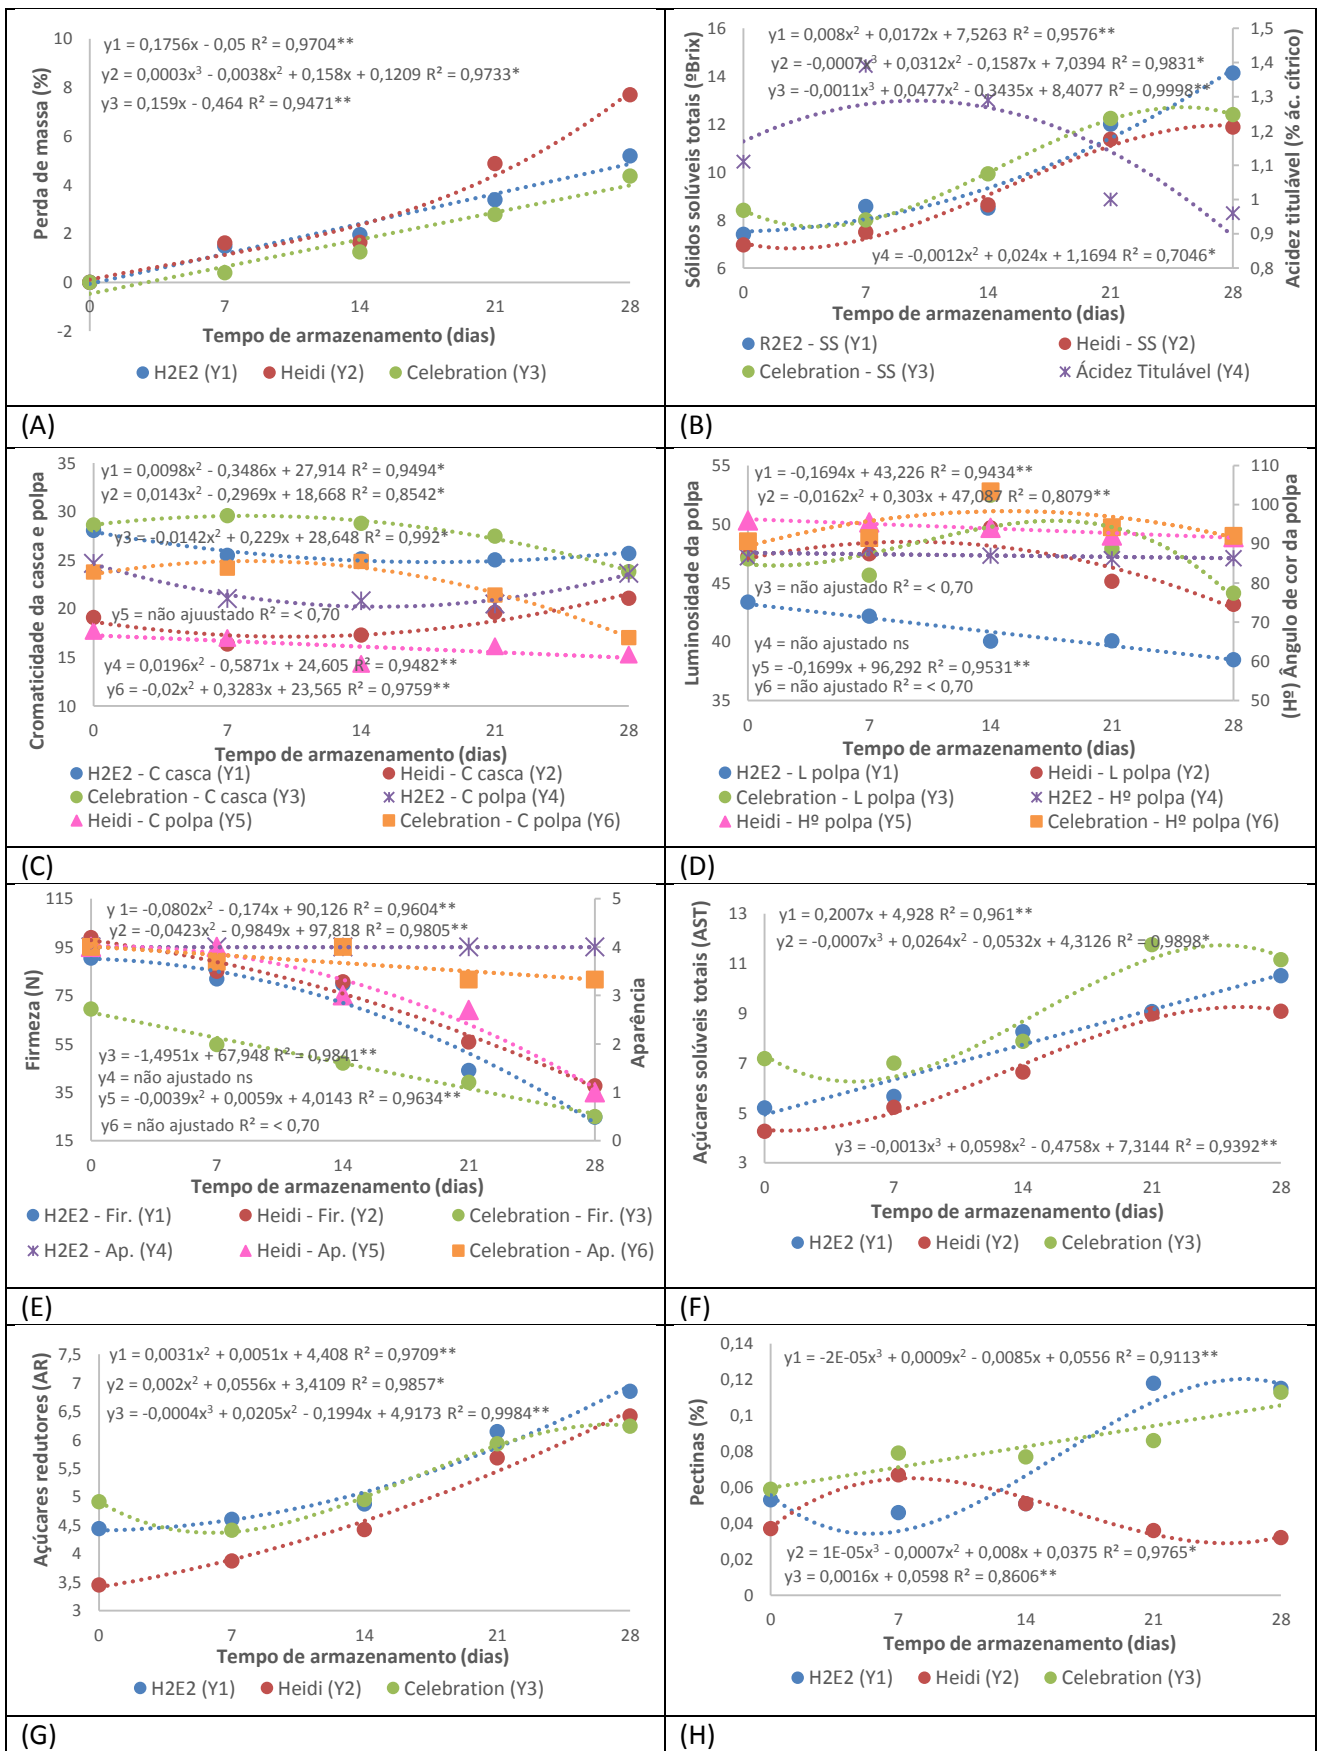 y1 = 0,1756x - 0,05 R² = 0,9704**
y2 = 0,0003x³ - 0,0038x² + 0,158x + 0,1209 R² = 0,9733*
y3 = 0,159x - 0,464 R² = 0,9471**
Perda de massa (%)
10
8
6
4
2
0
-2
0 7 14 21 28
Tempo de armazenamento (dias)
H2E2 (Y1) Heidi (Y2) Celebration (Y3)
(A)
y1 = 0,008x² + 0,0172x + 7,5263 R² = 0,9576**
y2 = -0,0007x³ + 0,0312x² - 0,1587x + 7,0394 R² = 0,9831*
y3 = -0,0011x³ + 0,0477x² - 0,3435x + 8,4077 R² = 0,9998**
y4 = -0,0012x² + 0,024x + 1,1694 R² = 0,7046*
Sólidos solúveis totais (ºBrix)
16
14
12
10
8
6
Acidez titulável (% ác. cítrico)
1,5
1,4
1,3
1,2
1,1
1
0,9
0,8
0 7 14 21 28
Tempo de armazenamento (dias)
R2E2 - SS (Y1) Heidi - SS (Y2)
Celebration - SS (Y3) Ácidez Titulável (Y4)
(B)
y1 = 0,0098x² - 0,3486x + 27,914 R² = 0,9494*
y2 = 0,0143x² - 0,2969x + 18,668 R² = 0,8542*
y3 = -0,0142x² + 0,229x + 28,648 R² = 0,992*
y5 = não ajuustado R² = < 0,70
y4 = 0,0196x² - 0,5871x + 24,605 R² = 0,9482**
y6 = -0,02x² + 0,3283x + 23,565 R² = 0,9759**
Cromaticidade da casca e polpa
35
30
25
20
15
10
0 7 14 21 28
Tempo de armazenamento (dias)
H2E2 - C casca (Y1) Heidi - C casca (Y2)
Celebration - C casca (Y3) H2E2 - C polpa (Y4)
Heidi - C polpa (Y5) Celebration - C polpa (Y6)
(C)
y1 = -0,1694x + 43,226 R² = 0,9434**
y2 = -0,0162x² + 0,303x + 47,087 R² = 0,8079**
y3 = não ajustado R² = < 0,70
y4 = não ajustado ns
y5 = -0,1699x + 96,292 R² = 0,9531**
y6 = não ajustado R² = < 0,70
Luminosidade da polpa
55
50
45
40
35
(Hº) Ângulo de cor da polpa
110
100
90
80
70
60
50
0 7 14 21 28
Tempo de armazenamento (dias)
H2E2 - L polpa (Y1) Heidi - L polpa (Y2)
Celebration - L polpa (Y3) H2E2 - Hº polpa (Y4)
Heidi - Hº polpa (Y5) Celebration - Hº polpa (Y6)
(D)
y 1= -0,0802x² - 0,174x + 90,126 R² = 0,9604**
y2 = -0,0423x² - 0,9849x + 97,818 R² = 0,9805**
y3 = -1,4951x + 67,948 R² = 0,9841**
y4 = não ajustado ns
y5 = -0,0039x² + 0,0059x + 4,0143 R² = 0,9634**
y6 = não ajustado R² = < 0,70
Firmeza (N)
115
95
75
55
35
15
Aparência
5
4
3
2
1
0
0 7 14 21 28
Tempo de armazenamento (dias)
H2E2 - Fir. (Y1) Heidi - Fir. (Y2) Celebration - Fir. (Y3)
H2E2 - Ap. (Y4) Heidi - Ap. (Y5) Celebration - Ap. (Y6)
(E)
y1 = 0,2007x + 4,928 R² = 0,961**
y2 = -0,0007x³ + 0,0264x² - 0,0532x + 4,3126 R² = 0,9898*
y3 = -0,0013x³ + 0,0598x² - 0,4758x + 7,3144 R² = 0,9392**
Açúcares solúveis totais (AST)
13
11
9
7
5
3
0 7 14 21 28
Tempo de armazenamento (dias)
H2E2 (Y1) Heidi (Y2) Celebration (Y3)
(F)
y1 = 0,0031x² + 0,0051x + 4,408 R² = 0,9709**
y2 = 0,002x² + 0,0556x + 3,4109 R² = 0,9857*
y3 = -0,0004x³ + 0,0205x² - 0,1994x + 4,9173 R² = 0,9984**
Açúcares redutores (AR)
7,5
7
6,5
6
5,5
5
4,5
4
3,5
3
0 7 14 21 28
Tempo de armazenamento (dias)
H2E2 (Y1) Heidi (Y2) Celebration (Y3)
(G)
y1 = -2E-05x³ + 0,0009x² - 0,0085x + 0,0556 R² = 0,9113**
y2 = 1E-05x³ - 0,0007x² + 0,008x + 0,0375 R² = 0,9765*
y3 = 0,0016x + 0,0598 R² = 0,8606**
Pectinas (%)
0,14
0,12
0,1
0,08
0,06
0,04
0,02
0
0 7 14 21 28
Tempo de armazenamento (dias)
H2E2 (Y1) Heidi (Y2) Celebration (Y3)
(H)